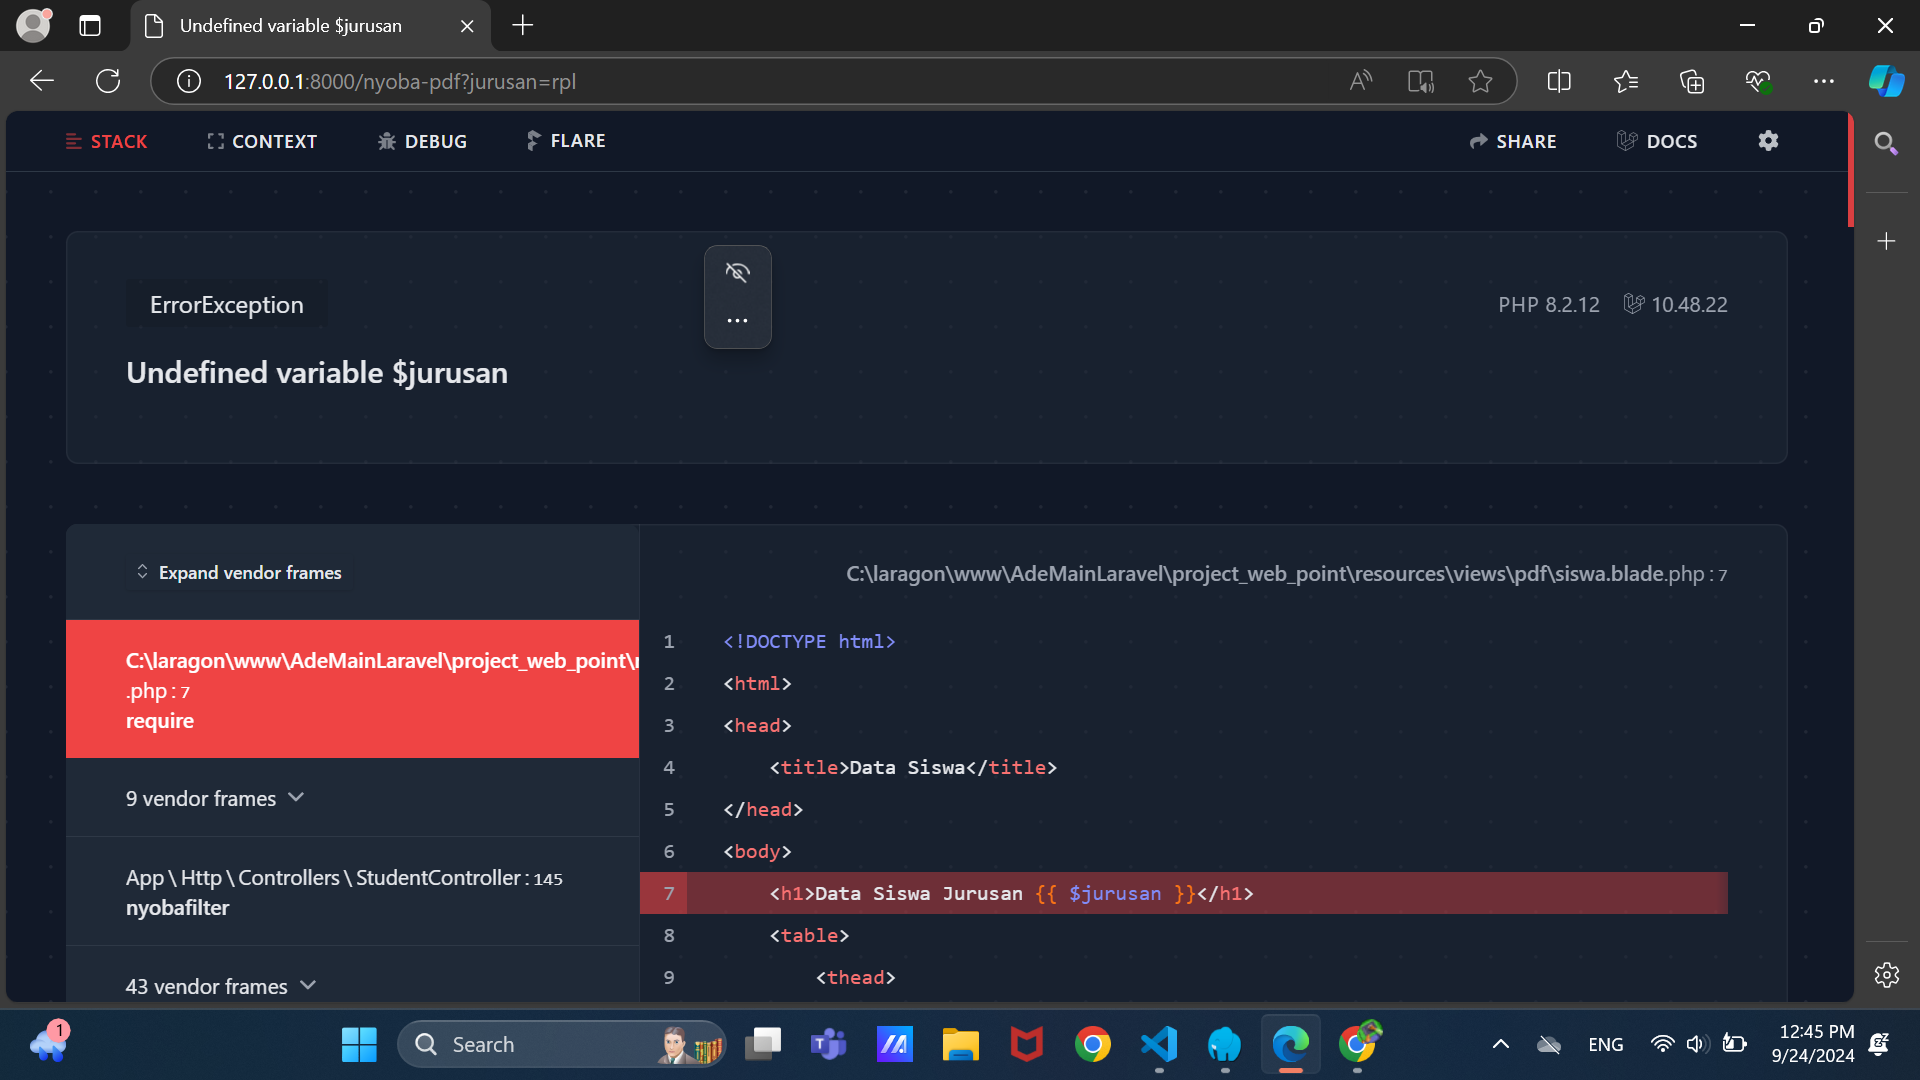 Undefined variable $jurusan
127.0.0.1:8000/nyoba-pdf?jurusan=rpl
STACK
CONTEXT
DEBUG
FLARE
SHARE
DOCS
ErrorException
PHP 8.2.12
10.48.22
Undefined variable $jurusan
Expand vendor frames
C:\laragon\www\AdeMainLaravel\project_web_point\resources\views\pdf\siswa.blade.php : 7
C:\laragon\www\AdeMainLaravel\project_web_point\
.php : 7
require
9 vendor frames
App \ Http \ Controllers \ StudentController : 145
nyobafilter
43 vendor frames
1 <!DOCTYPE html>
2 <html>
3 <head>
4 <title>Data Siswa</title>
5 </head>
6 <body>
7 <h1>Data Siswa Jurusan {{ $jurusan }}</h1>
8 <table>
9 <thead>
1
Search
ENG
12:45 PM
9/24/2024